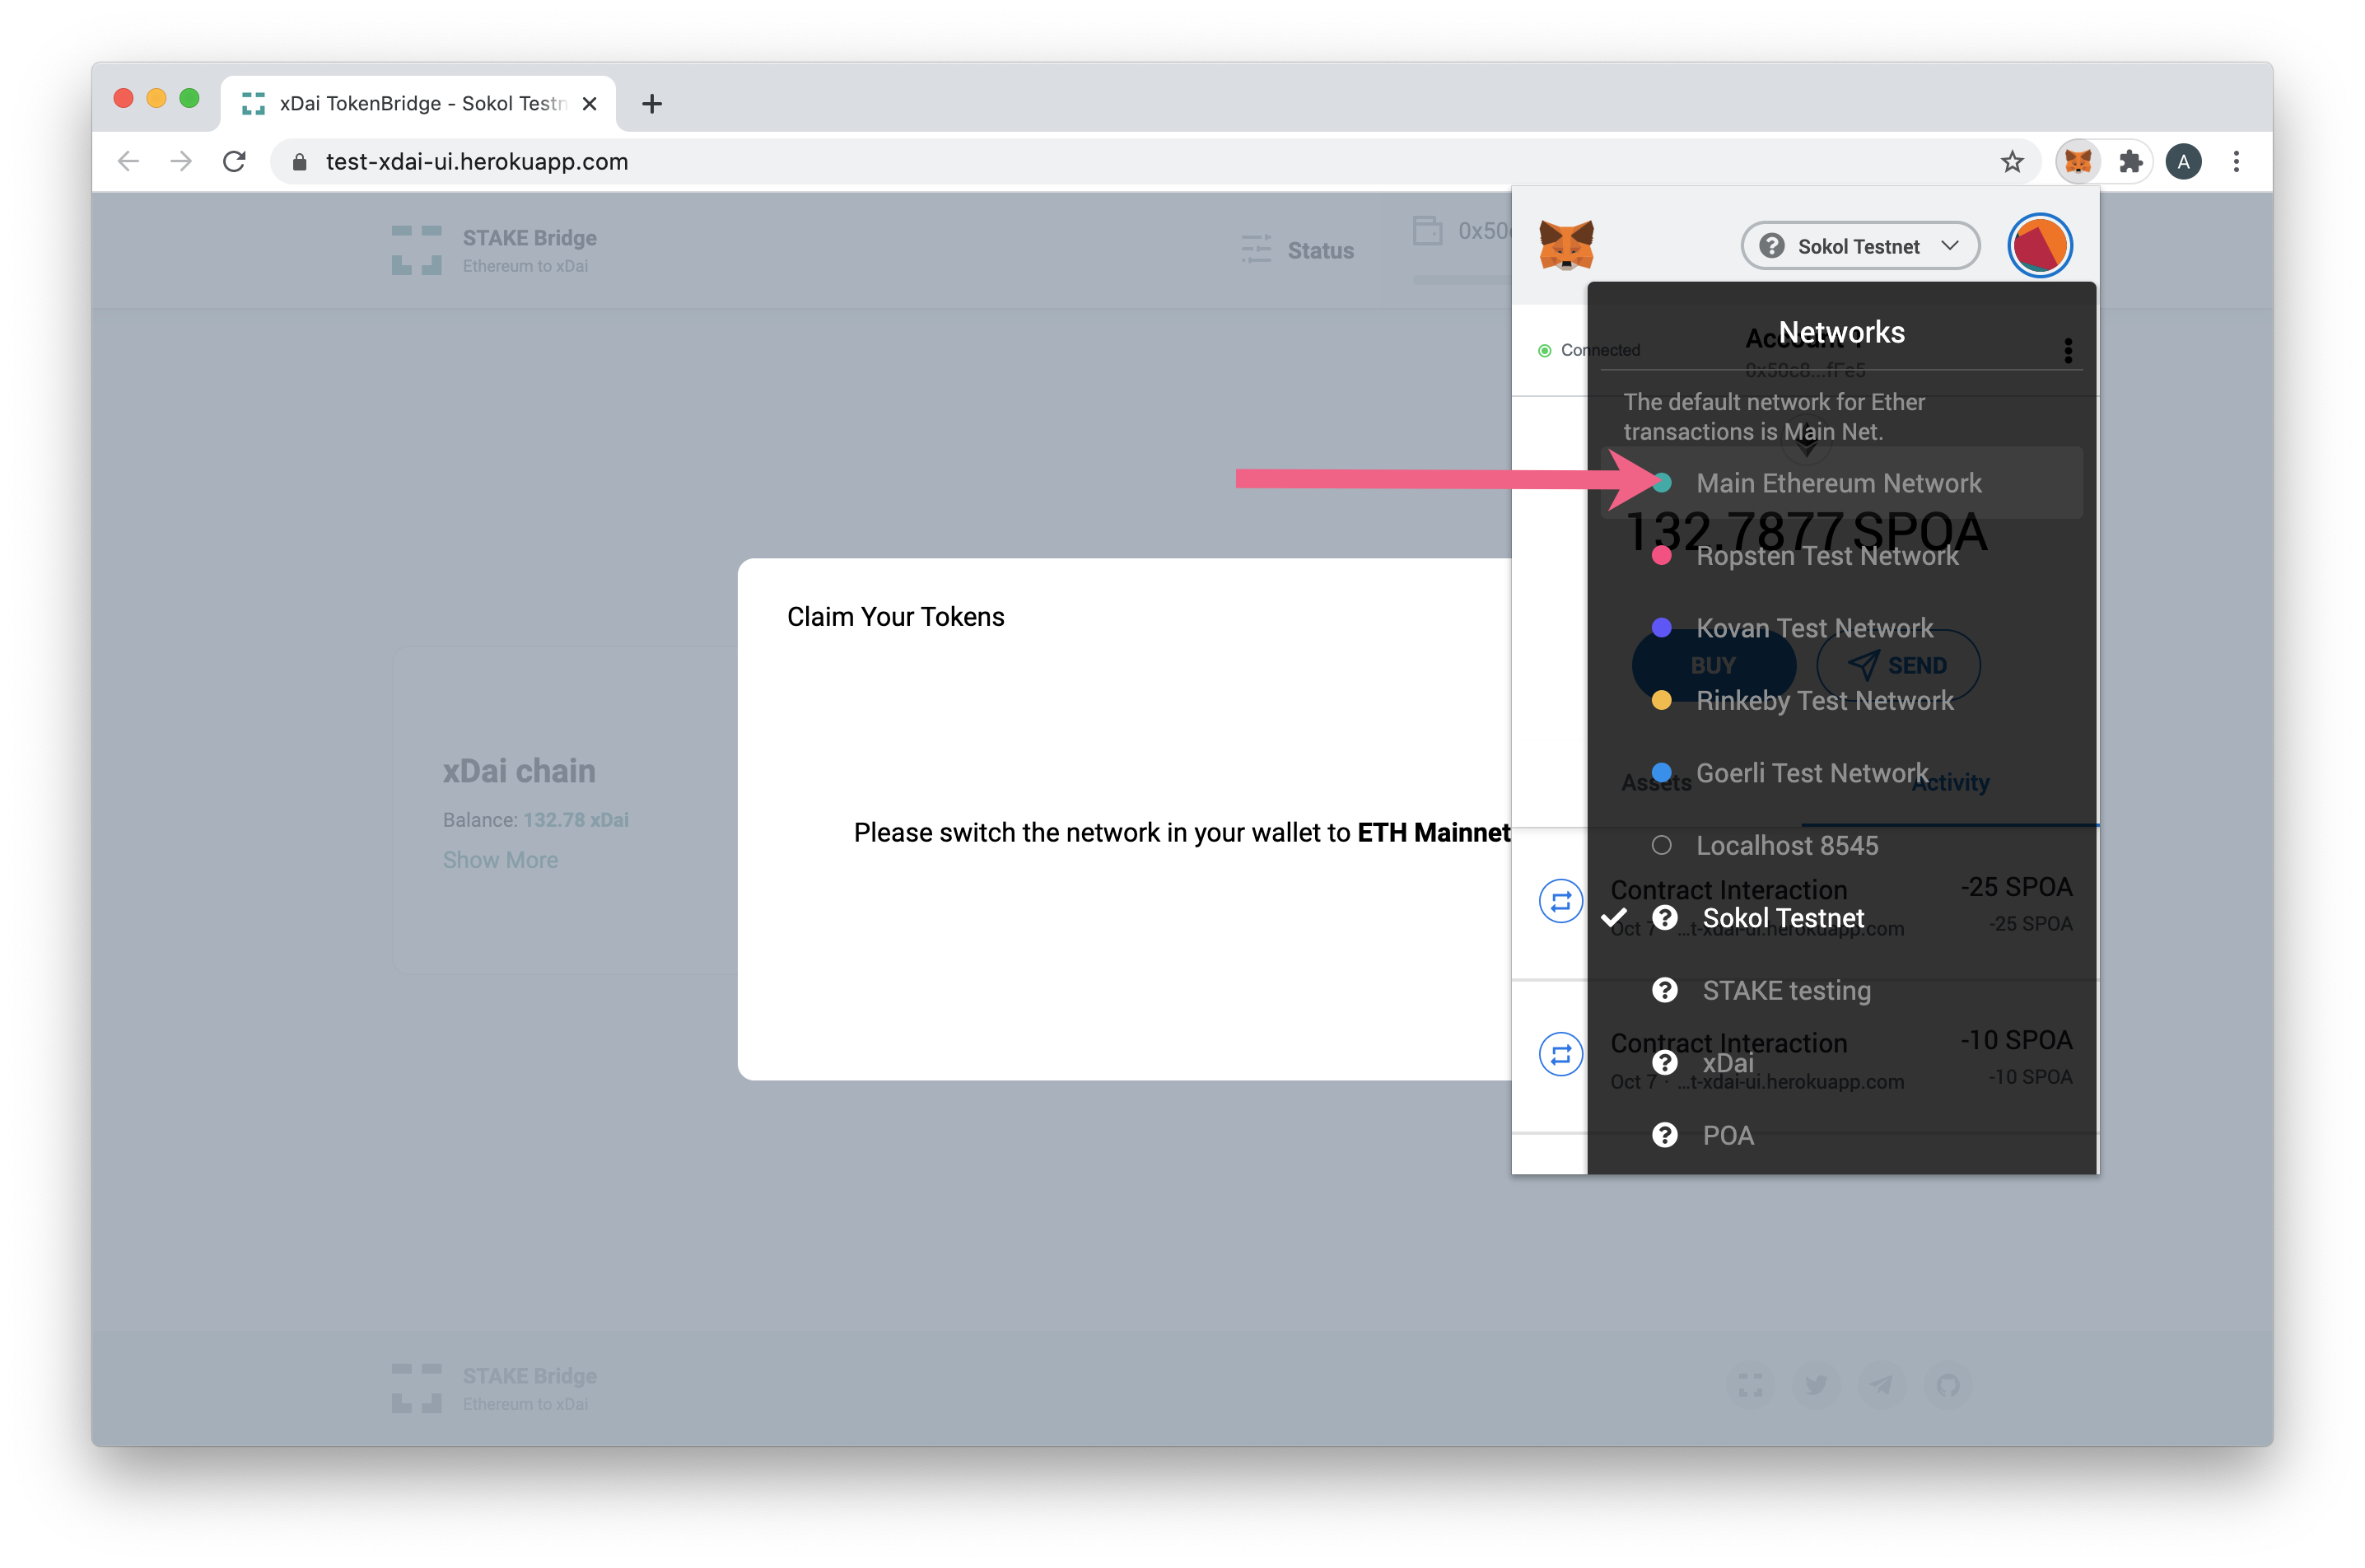 xDai TokenBridge - Sokol Testn
test-xdai-ui.herokuapp.com
A
STAKE Bridge
Ethereum to xDai
Status
0x50
Sokol Testnet
Connected
Networks
0x50c8...fFe5
The default network for Ether
transactions is Main Net.
Main Ethereum Network
132.7877 SPOA
Ropsten Test Network
Kovan Test Network
BUY
SEND
Rinkeby Test Network
Assets
Activity
Goerli Test Network
Localhost 8545
Claim Your Tokens
Please switch the network in your wallet to ETH Mainnet
xDai chain
Balance: 132.78 xDai
Show More
Contract Interaction
-25 SPOA
Sokol Testnet
Oct 7 · ...t-xdai-ui.herokuapp.com
-25 SPOA
STAKE testing
Contract Interaction
-10 SPOA
xDai
Oct 7 · ...t-xdai-ui.herokuapp.com
-10 SPOA
POA
STAKE Bridge
Ethereum to xDai